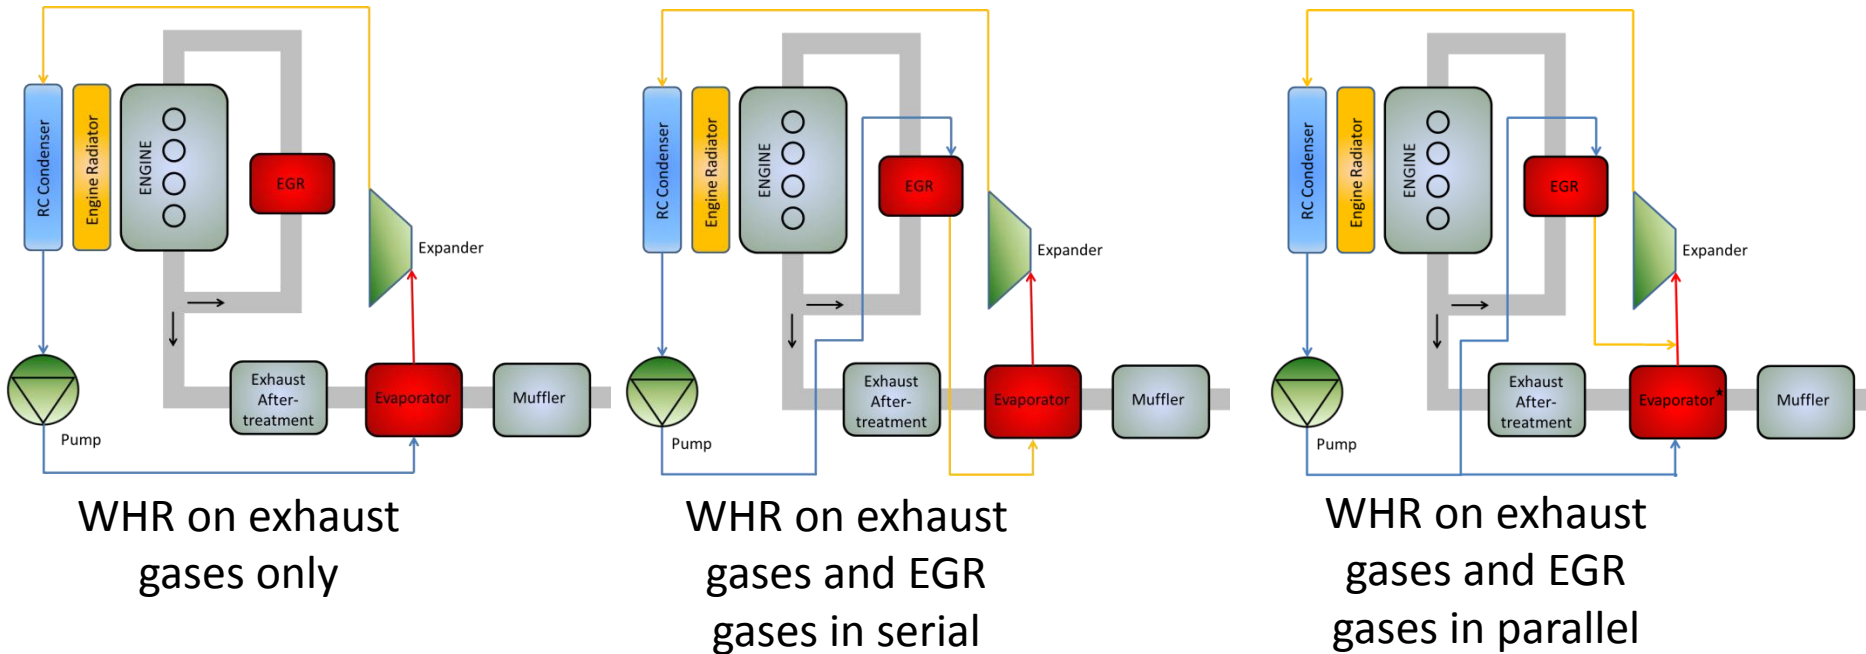 RC Condenser
Engine Radiator
ENGINE
EGR
Expander
Pump
Exhaust
After-
treatment
Evaporator
Muffler
WHR on exhaust
gases only
RC Condenser
Engine Radiator
ENGINE
EGR
Expander
Pump
Exhaust
After-
treatment
Evaporator
Muffler
WHR on exhaust
gases and EGR
gases in serial
RC Condenser
Engine Radiator
ENGINE
EGR
Expander
Pump
Exhaust
After-
treatment
Evaporator*
Muffler
WHR on exhaust
gases and EGR
gases in parallel